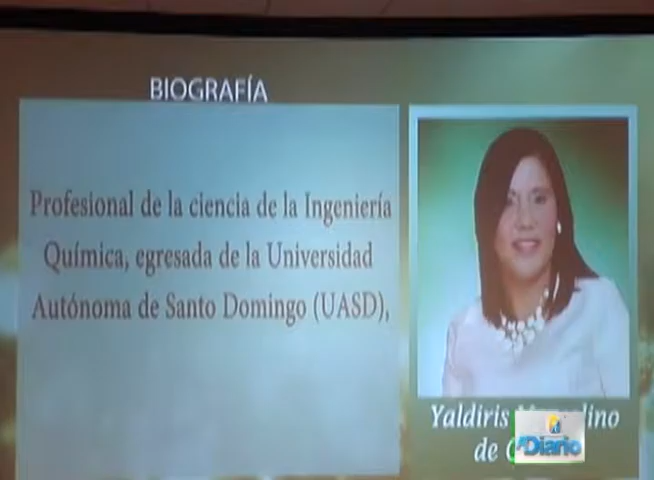 BIOGRAFÍA
Profesional de la ciencia de la Ingeniería
Química, egresada de la Universidad
Autónoma de Santo Domingo (UASD),
Yaldiris
de
Diario